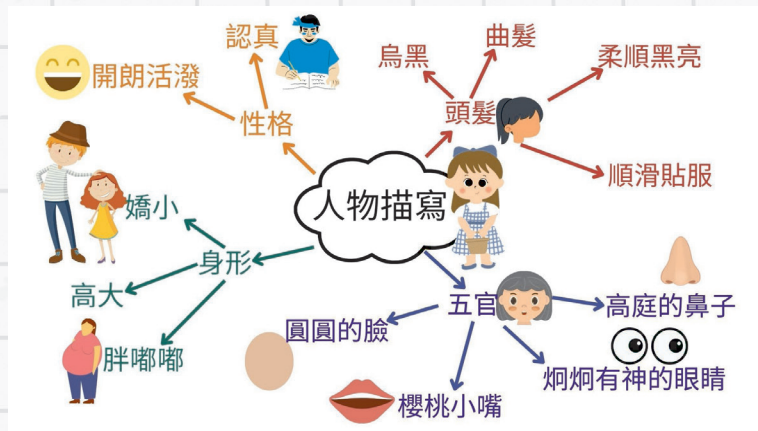 認真
曲髮
烏黑
柔順黑亮
開朗活潑
頭髮
性格
順滑貼服
人物描寫
嬌小
身形
高大
五官
高庭的鼻子
圓圓的臉
胖嘟嘟
炯炯有神的眼睛
櫻桃小嘴